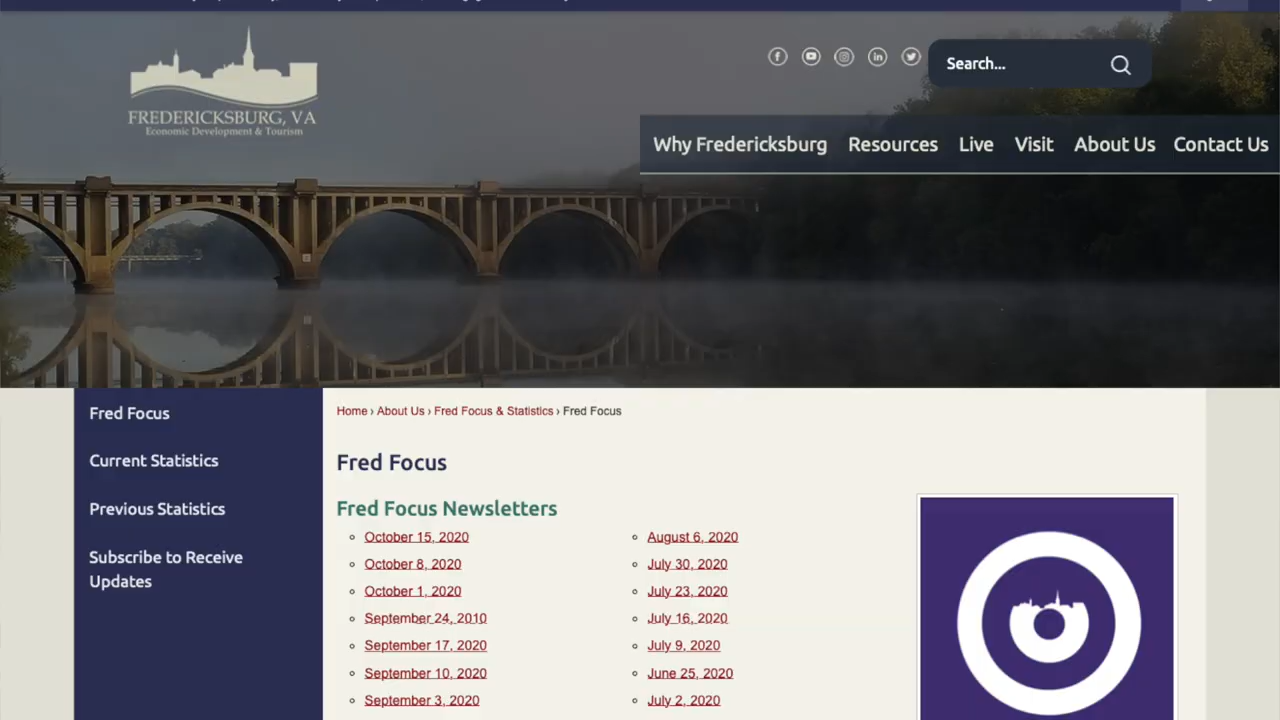 FREDERICKSBURG, VA
Economic Development & Tourism
Search...
Why Fredericksburg Resources Live Visit About Us Contact Us
Fred Focus
Current Statistics
Previous Statistics
Subscribe to Receive
Updates
Home › About Us › Fred Focus & Statistics › Fred Focus
Fred Focus
Fred Focus Newsletters
October 15, 2020
October 8, 2020
October 1, 2020
September 24, 2010
September 17, 2020
September 10, 2020
September 3, 2020
August 6, 2020
July 30, 2020
July 23, 2020
July 16, 2020
July 9, 2020
June 25, 2020
July 2, 2020